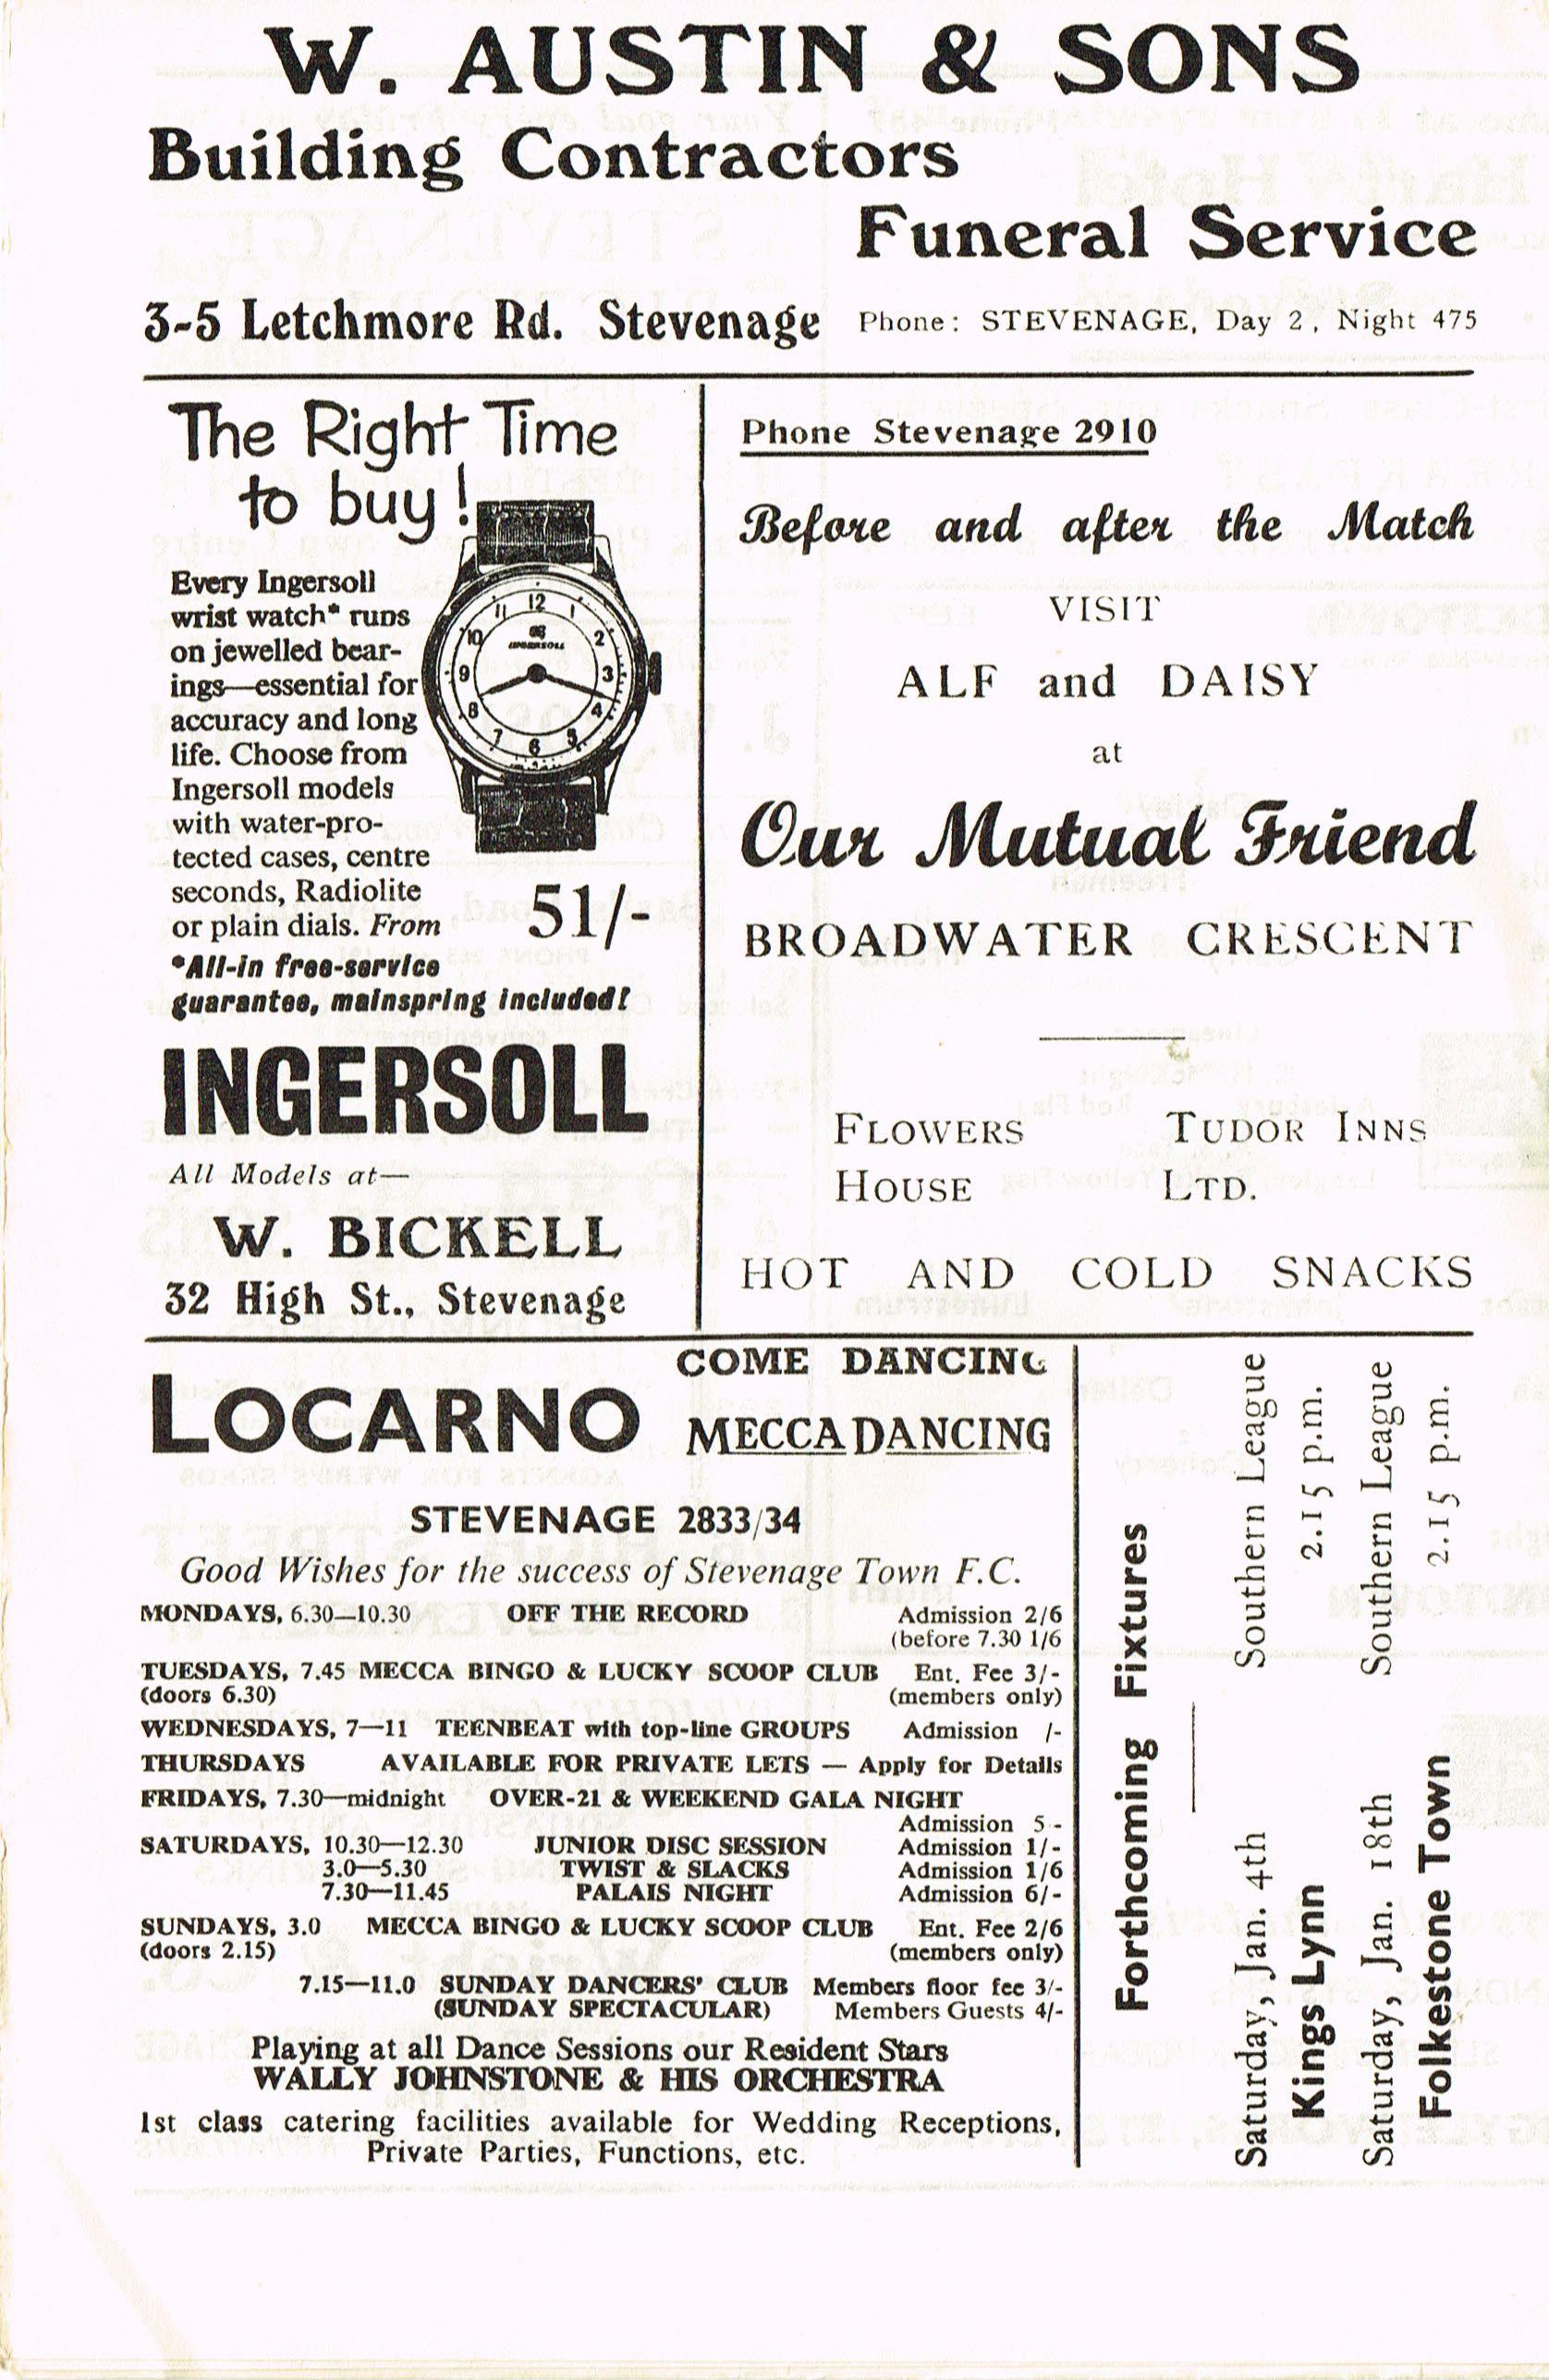 W. AUSTIN & SONS
Building Contractors
Funeral Service
3-5 Letchmore Rd. Stevenage Phone: STEVENAGE, Day 2, Night 475
The Right Time
to buy!
Every Ingersoll
wrist watch* runs
on jewelled bear-
ings—essential for
accuracy and long
life. Choose from
Ingersoll models
with water-pro-
tected cases, centre
seconds, Radiolite
or plain dials. From 51/-
*All-in free-service
guarantee, mainspring included!
INGERSOLL
All Models at—
W. BICKELL
32 High St., Stevenage
12
1
2
3
4
5
6
7
8
9
10
11
INGERSOLL
Phone Stevenage 2910
Before and after the Match
VISIT
ALF and DAISY
at
Our Mutual Friend
BROADWATER CRESCENT
FLOWERS TUDOR INNS
HOUSE LTD.
HOT AND COLD SNACKS
LOCARNO COME DANCING
MECCA DANCING
STEVENAGE 2833/34
Good Wishes for the success of Stevenage Town F.C.
MONDAYS, 6.30—10.30 OFF THE RECORD Admission 2/6
(before 7.30 1/6
TUESDAYS, 7.45 MECCA BINGO & LUCKY SCOOP CLUB Ent. Fee 3/-
(doors 6.30) (members only)
WEDNESDAYS, 7—11 TEENBEAT with top-line GROUPS Admission /-
THURSDAYS AVAILABLE FOR PRIVATE LETS — Apply for Details
FRIDAYS, 7.30—midnight OVER-21 & WEEKEND GALA NIGHT
Admission 5 -
SATURDAYS, 10.30—12.30 JUNIOR DISC SESSION Admission 1/-
3.0—5.30 TWIST & SLACKS Admission 1/6
7.30—11.45 PALAIS NIGHT Admission 6/-
SUNDAYS, 3.0 MECCA BINGO & LUCKY SCOOP CLUB Ent. Fee 2/6
(doors 2.15) (members only)
7.15—11.0 SUNDAY DANCERS' CLUB Members floor fee 3/-
(SUNDAY SPECTACULAR) Members Guests 4/-
Playing at all Dance Sessions our Resident Stars
WALLY JOHNSTONE & HIS ORCHESTRA
1st class catering facilities available for Wedding Receptions,
Private Parties, Functions, etc.
Forthcoming Fixtures
Saturday, Jan. 4th Southern League
Kings Lynn 2.15 p.m.
Saturday, Jan. 18th Southern League
Folkestone Town 2.15 p.m.